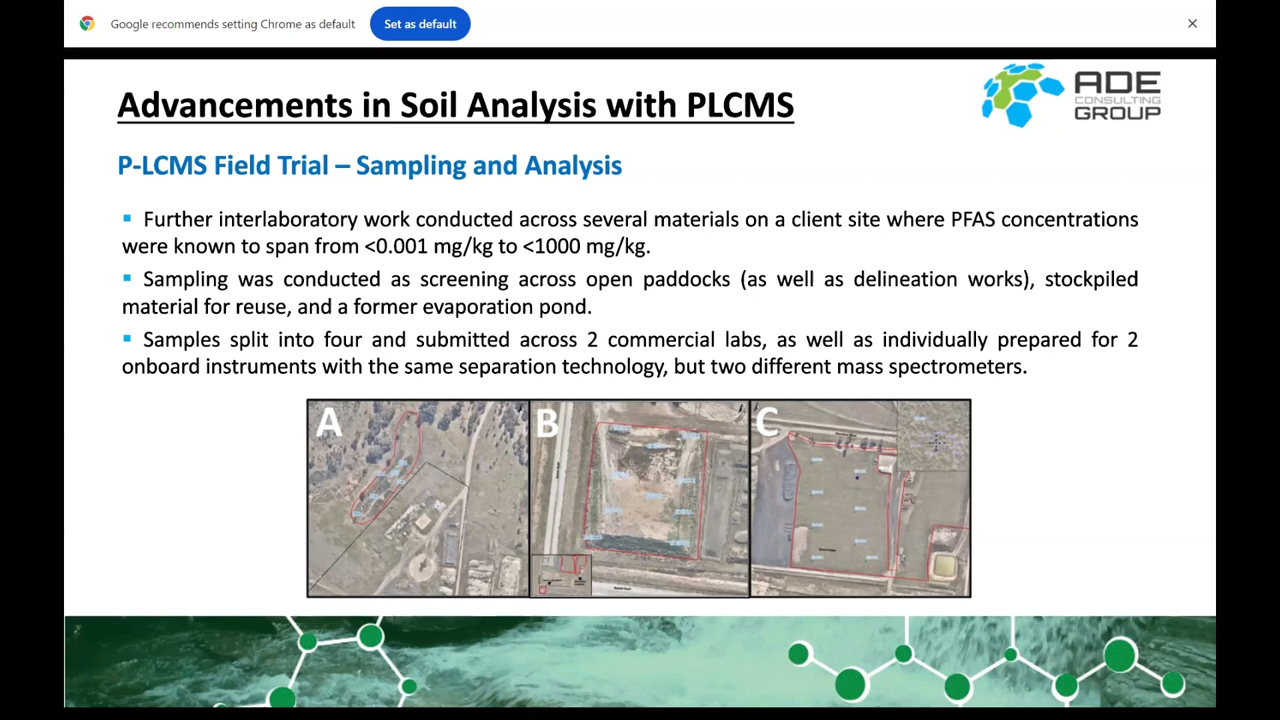 Google recommends setting Chrome as default
Set as default
Advancements in Soil Analysis with PLCMS
ADE
CONSULTING
GROUP
P-LCMS Field Trial – Sampling and Analysis
Further interlaboratory work conducted across several materials on a client site where PFAS concentrations
were known to span from <0.001 mg/kg to <1000 mg/kg.
Sampling was conducted as screening across open paddocks (as well as delineation works), stockpiled
material for reuse, and a former evaporation pond.
Samples split into four and submitted across 2 commercial labs, as well as individually prepared for 2
onboard instruments with the same separation technology, but two different mass spectrometers.
A
B
C